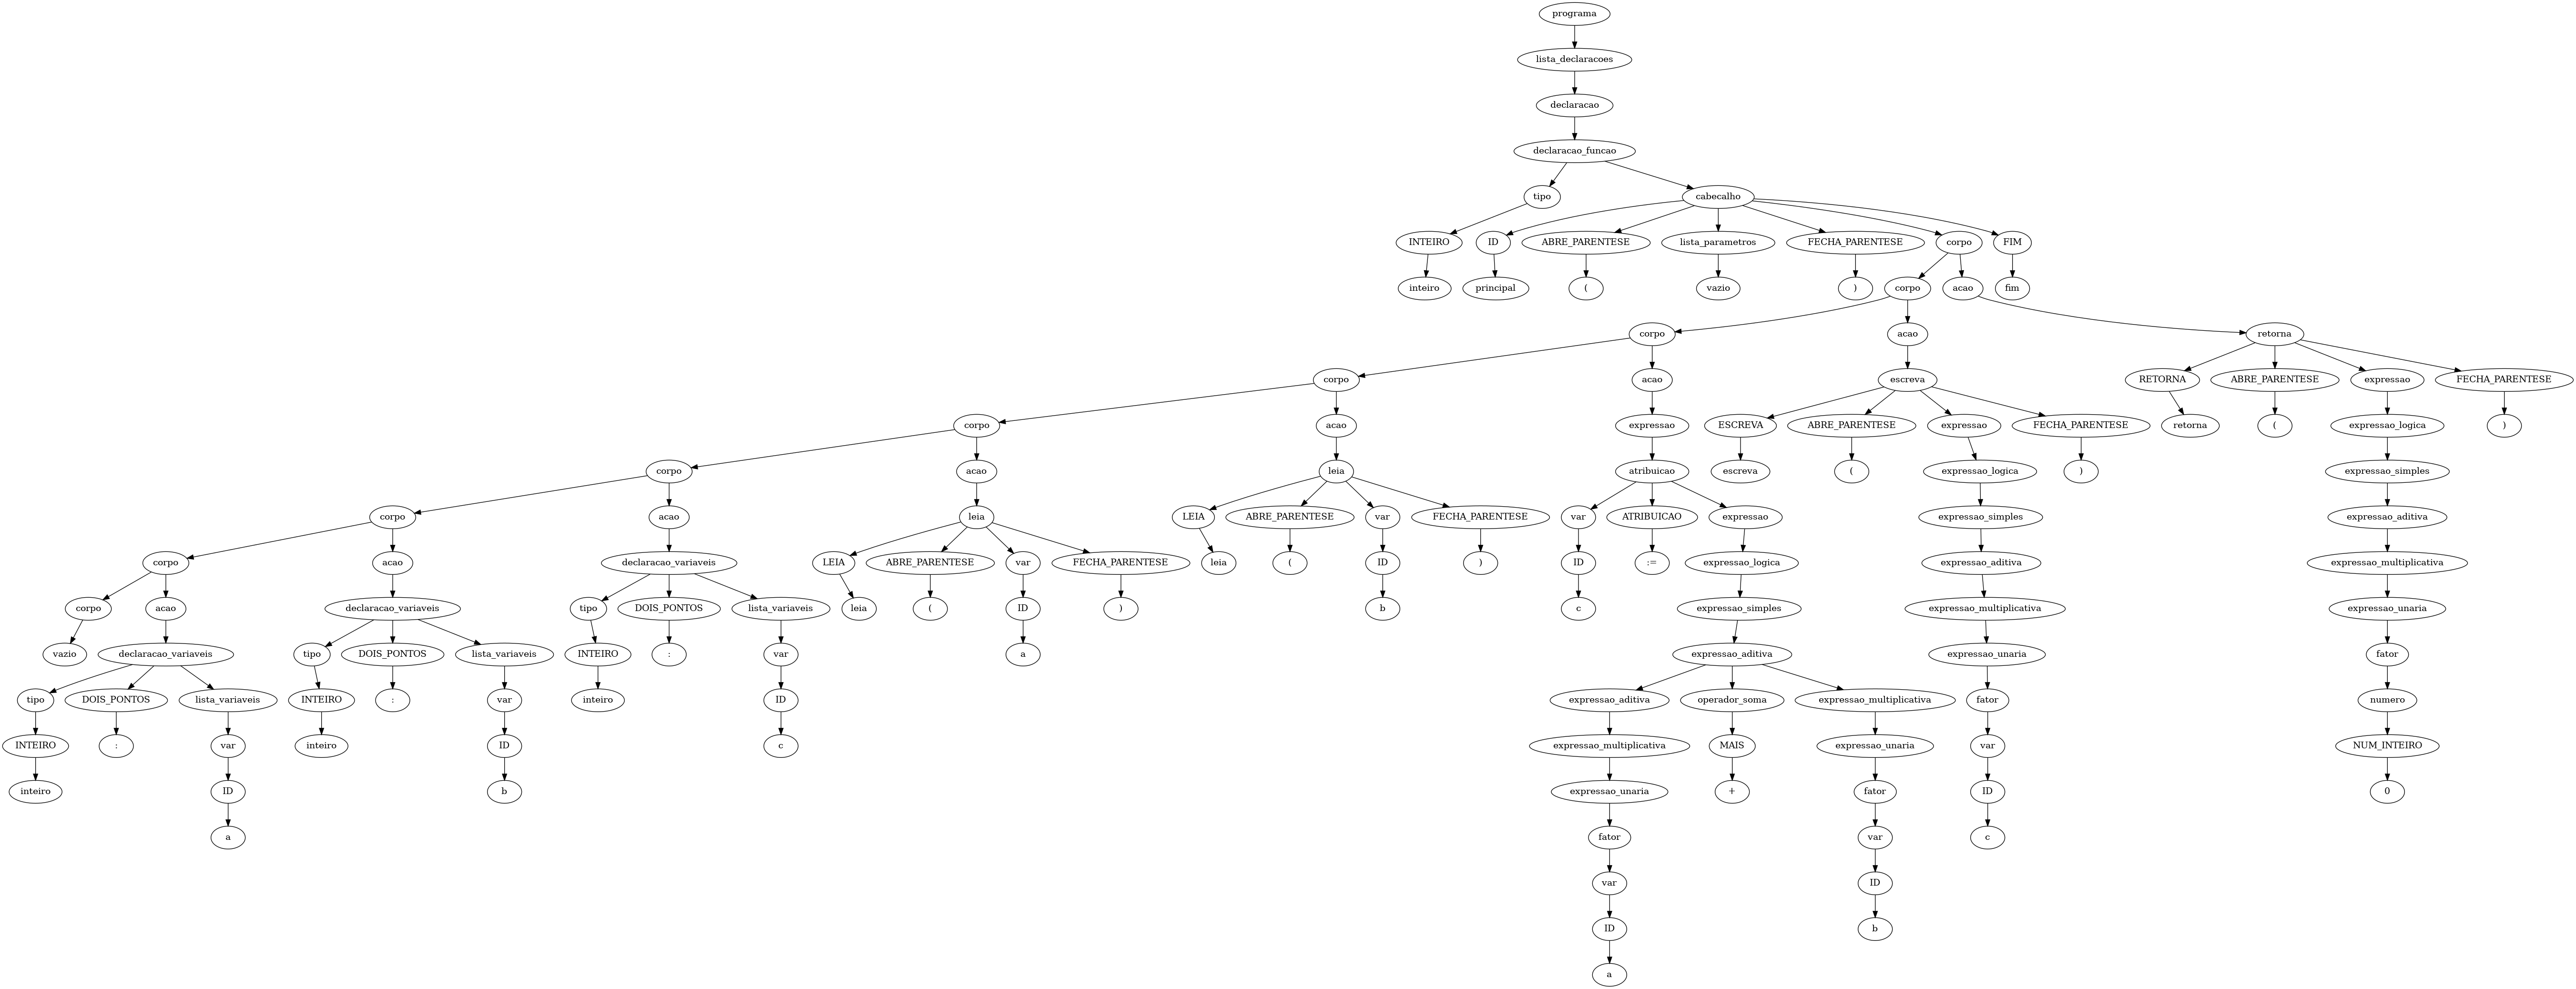 programa
lista_declaracoes
declaracao
declaracao_funcao
tipo cabecalho
INTEIRO ID ABRE_PARENTESE lista_parametros FECHA_PARENTESE corpo FIM
inteiro principal ( vazio ) corpo acao fim
corpo acao retorna
corpo acao escreva RETORNA ABRE_PARENTESE expressao FECHA_PARENTESE
corpo acao expressao ESCREVA ABRE_PARENTESE expressao FECHA_PARENTESE retorna ( expressao_logica )
corpo acao leia atribuicao escreva ( expressao_logica ) expressao_simples
corpo acao leia LEIA ABRE_PARENTESE var FECHA_PARENTESE var ATRIBUICAO expressao expressao_simples expressao_aditiva
corpo acao declaracao_variaveis LEIA ABRE_PARENTESE var FECHA_PARENTESE leia ( ID ) ID := expressao_logica expressao_aditiva expressao_multiplicativa
corpo acao declaracao_variaveis tipo DOIS_PONTOS lista_variaveis leia ( ID ) b c expressao_simples expressao_multiplicativa expressao_unaria
vazio declaracao_variaveis tipo DOIS_PONTOS lista_variaveis INTEIRO : var a expressao_aditiva expressao_unaria fator
tipo DOIS_PONTOS lista_variaveis INTEIRO : var inteiro ID expressao_aditiva operador_soma expressao_multiplicativa fator numero
INTEIRO : var inteiro ID c expressao_multiplicativa MAIS expressao_unaria var NUM_INTEIRO
inteiro ID b expressao_unaria + fator ID 0
a fator var c
var ID
ID b
a